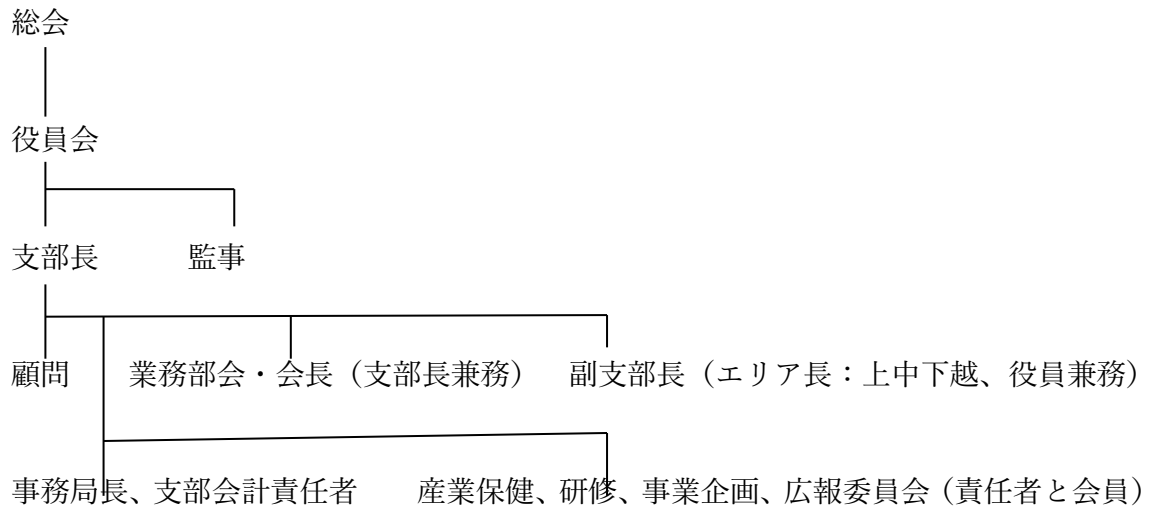 総会
役員会
支部長 監事
顧問 業務部会・会長（支部長兼務） 副支部長（エリア長：上中下越、役員兼務）
事務局長、支部会計責任者 産業保健、研修、事業企画、広報委員会（責任者と会員）